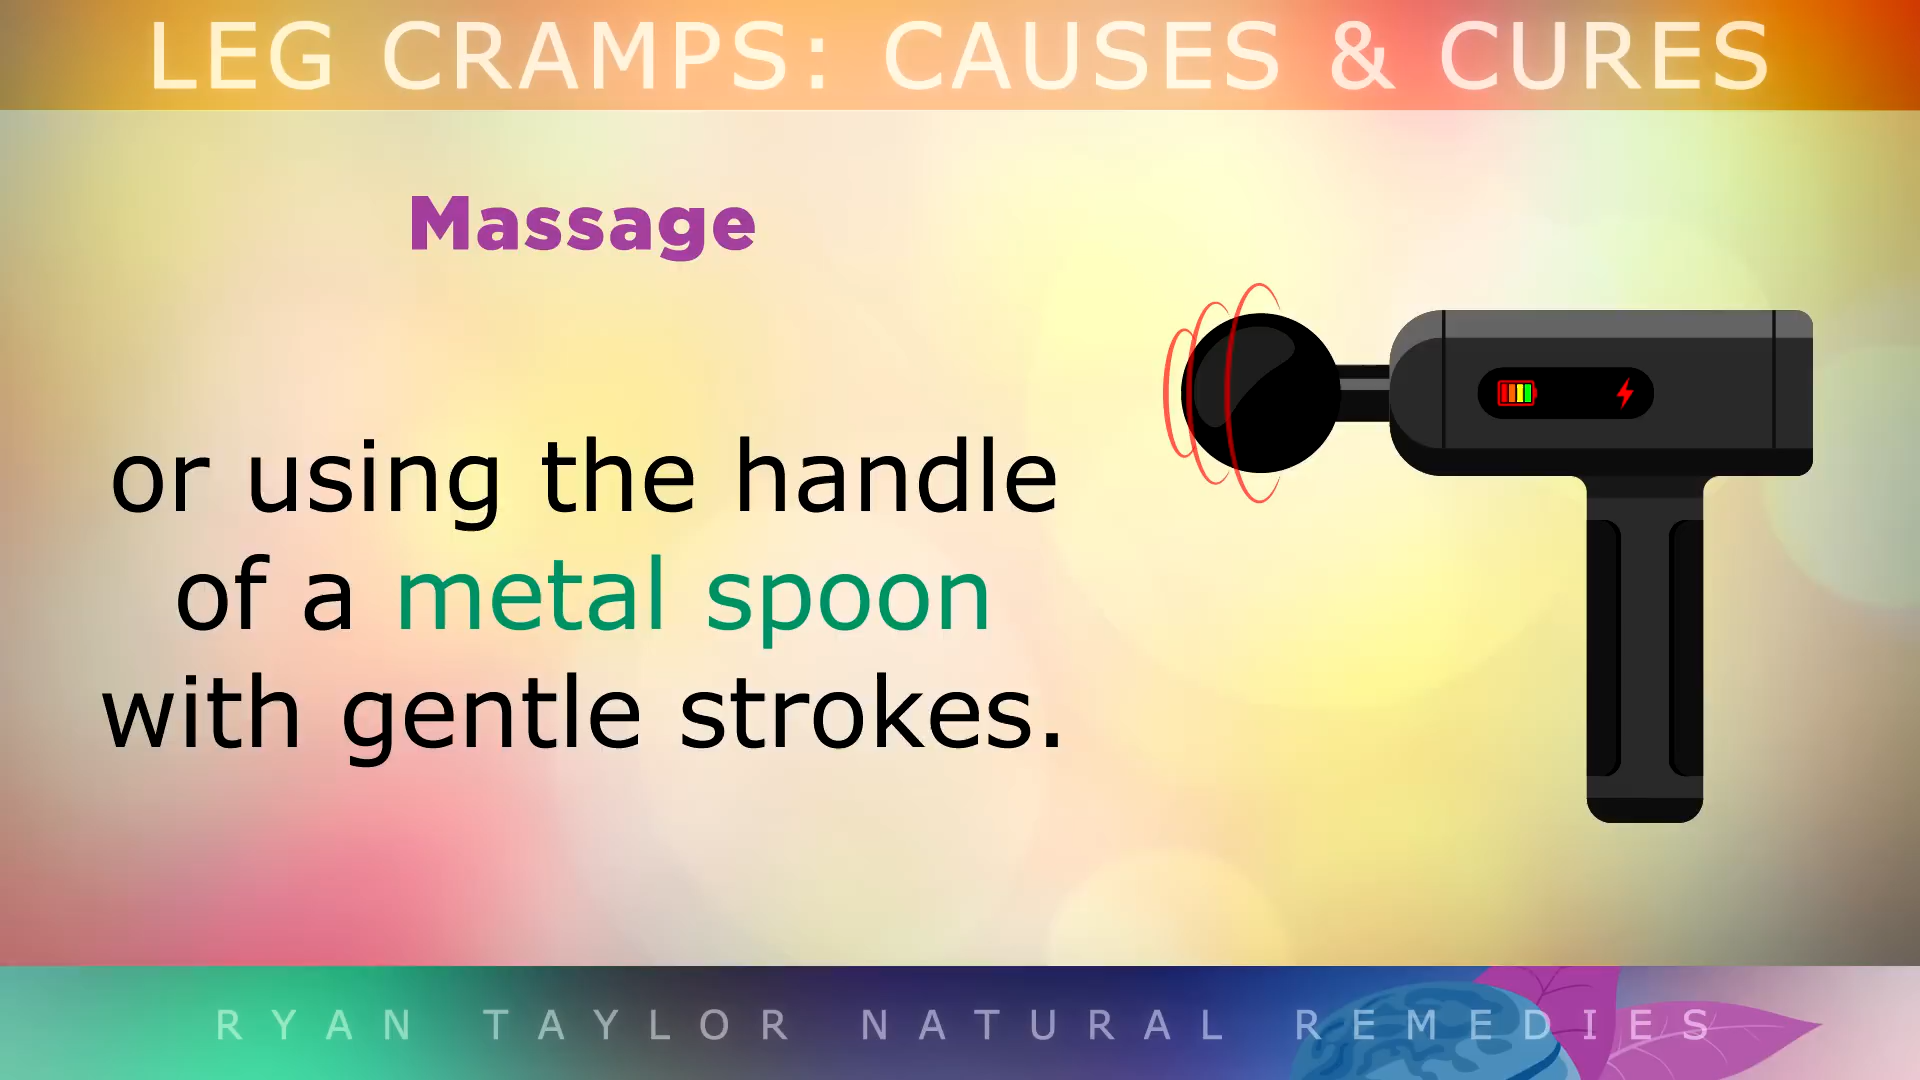 LEG CRAMPS: CAUSES & CURES
Massage
or using the handle
of a metal spoon
with gentle strokes.
RYAN TAYLOR NATURAL REMEDIES